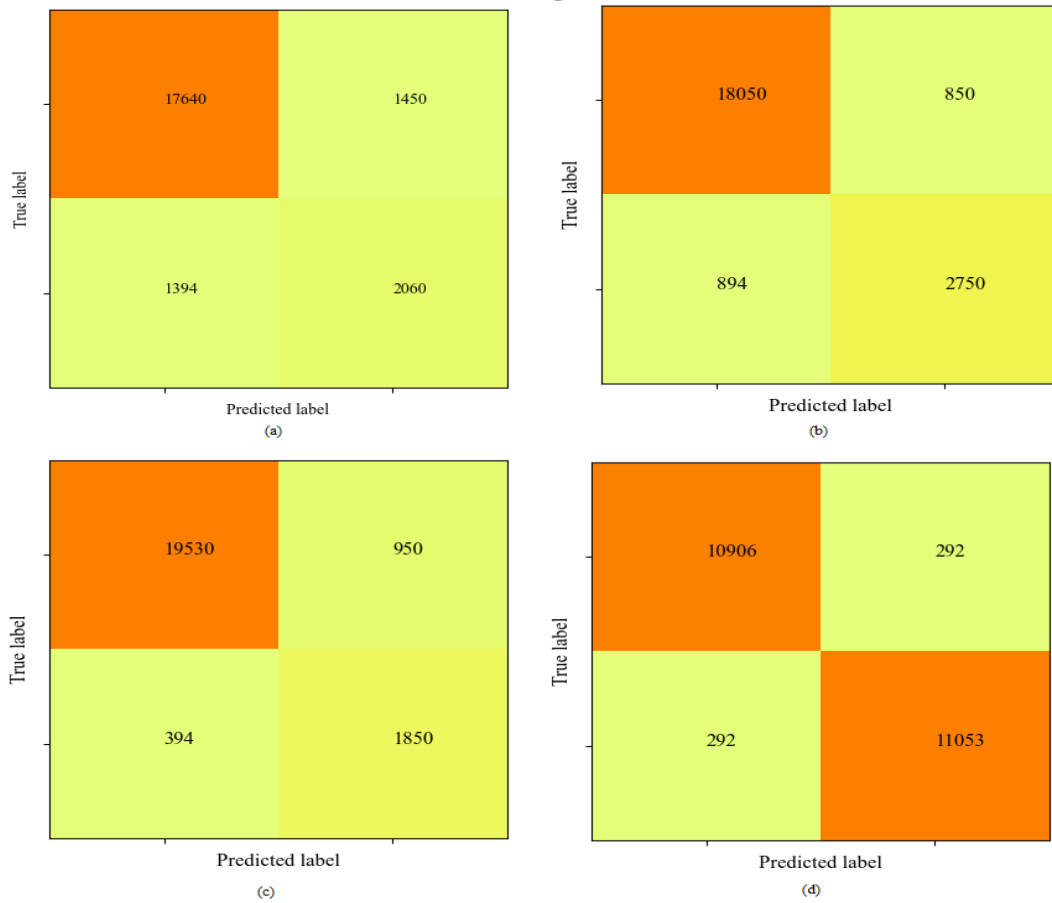 17640 1450
True label
1394 2060
Predicted label
(a)
18050 850
True label
894 2750
Predicted label
(b)
19530 950
True label
394 1850
Predicted label
(c)
10906 292
True label
292 11053
Predicted label
(d)